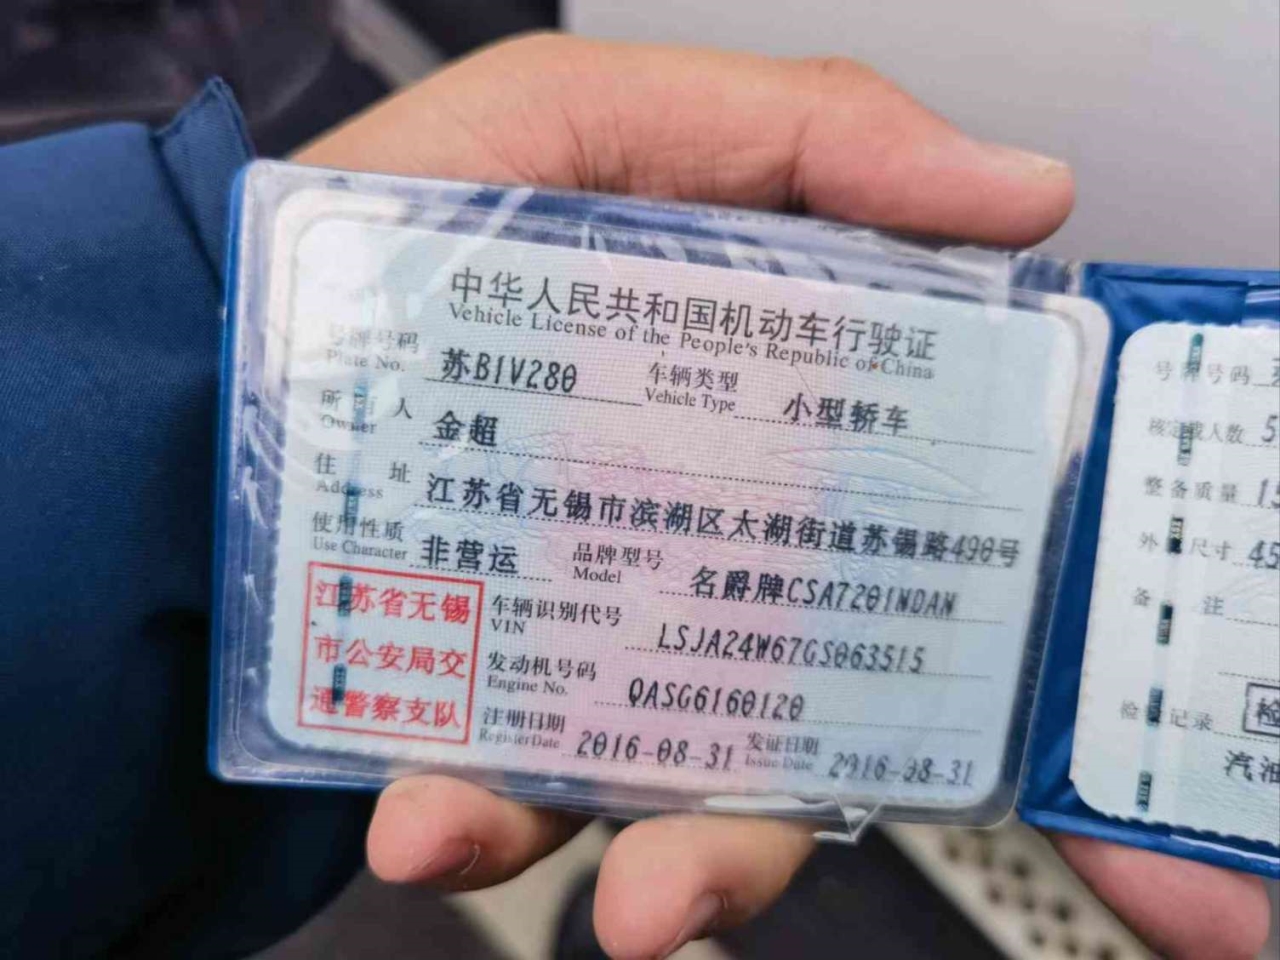 中华人民共和国机动车行驶证
Vehicle License of the People's Republic of China
号牌号码 苏B1V280 车辆类型 小型轿车
Plate No. Vehicle Type
所有人 金超
Owner
住址 江苏省无锡市滨湖区太湖街道苏锡路490号
Address
使用性质 非营运 品牌型号 名爵牌CSA7201NDAN
Use Character Model
江苏省无锡
市公安局交
通警察支队
车辆识别代号 LSJA24W67GS063515
VIN
发动机号码 QASG6160120
Engine No.
注册日期 2016-08-31 发证日期 2016-08-31
Register Date Issue Date
号牌号码
核定载人数 5
整备质量
外廓尺寸 45
备注
检验记录
检
汽油